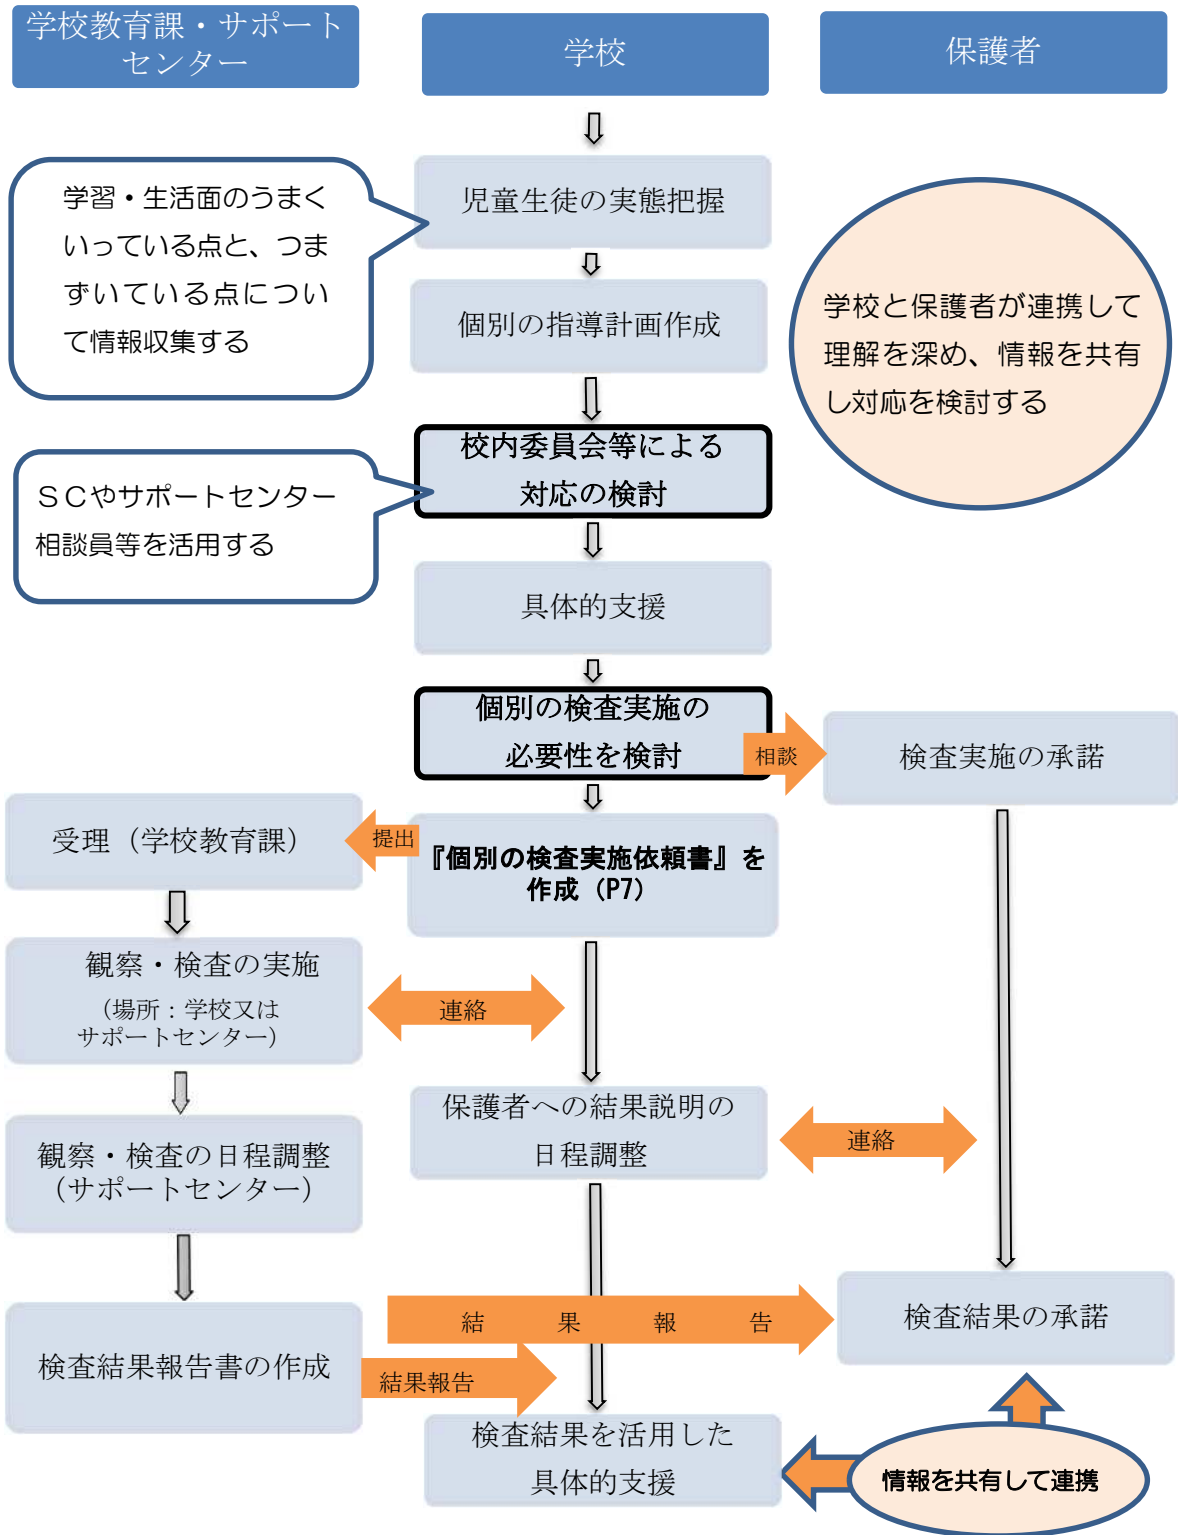 学校教育課・サポート
センター
学校
保護者
児童生徒の実態把握
学習・生活面のうまく
いっている点と、つま
ずいている点につい
て情報収集する
個別の指導計画作成
学校と保護者が連携して
理解を深め、情報を共有
し対応を検討する
校内委員会等による
対応の検討
ＳＣやサポートセンター
相談員等を活用する
具体的支援
個別の検査実施の
必要性を検討
相談
検査実施の承諾
受理（学校教育課）
提出
『個別の検査実施依頼書』を
作成（P7）
観察・検査の実施
（場所：学校又は
サポートセンター）
連絡
保護者への結果説明の
日程調整
連絡
観察・検査の日程調整
（サポートセンター）
結果報告
検査結果の承諾
検査結果報告書の作成
結果報告
検査結果を活用した
具体的支援
情報を共有して連携